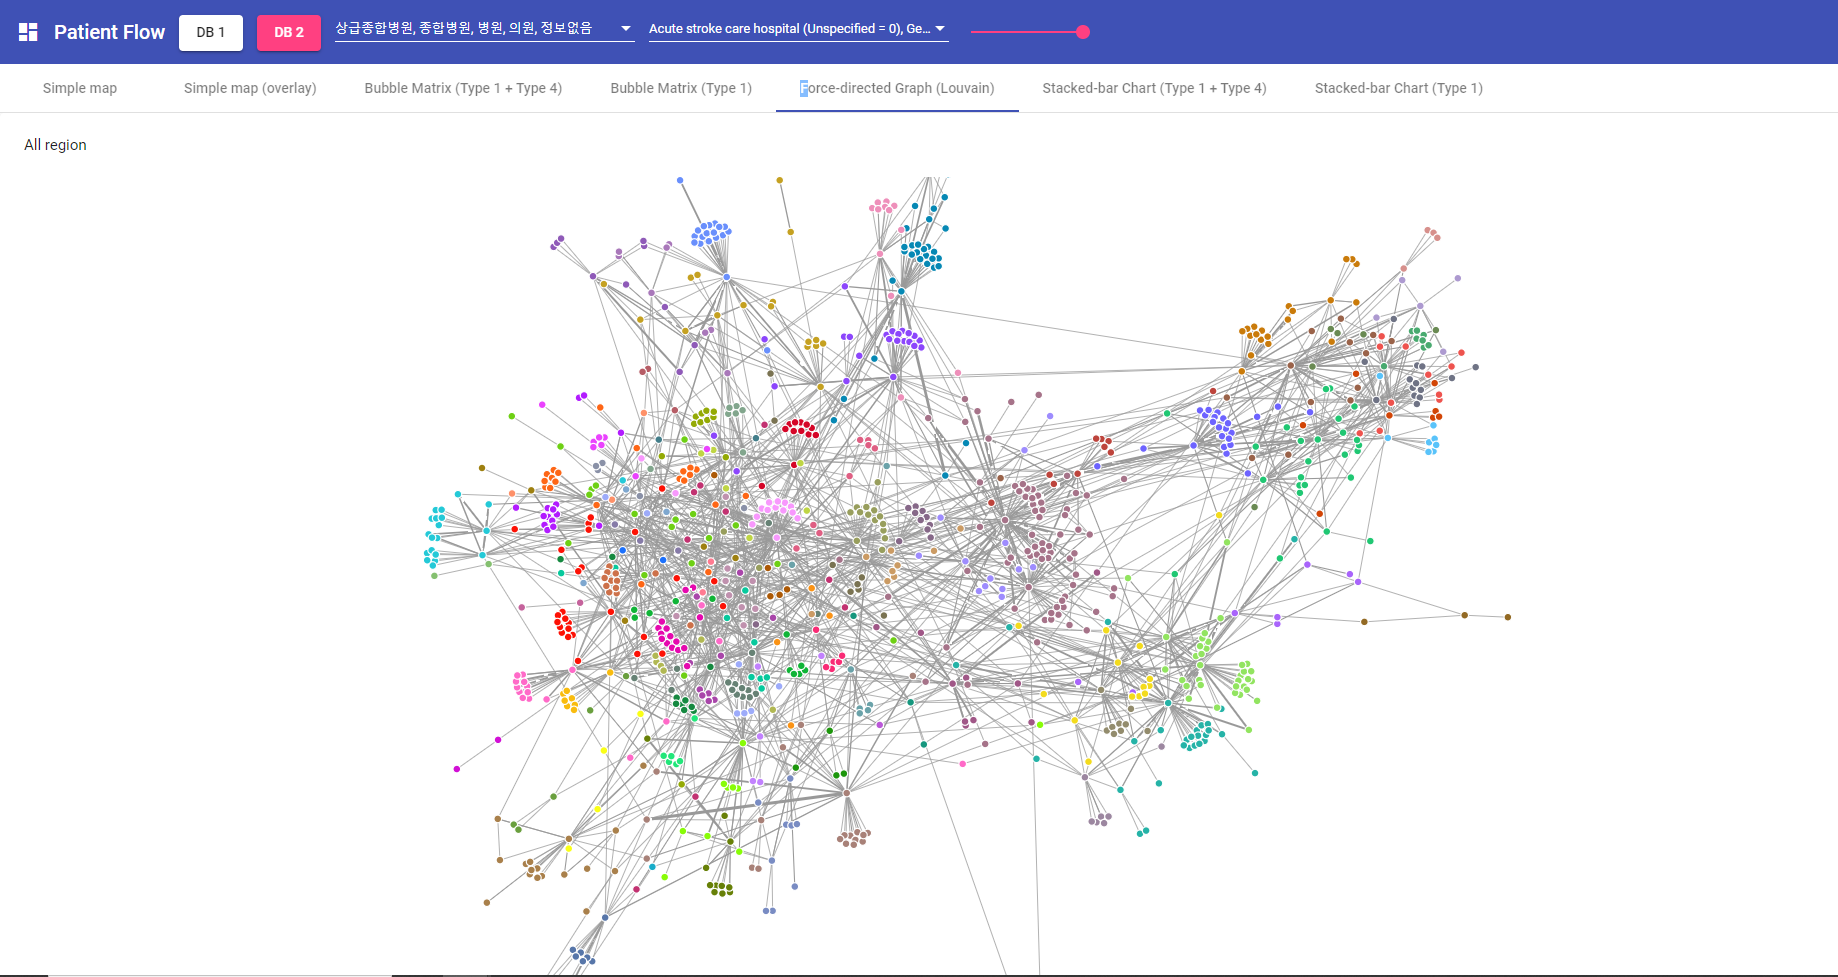 Patient Flow
DB 1
DB 2
상급종합병원, 종합병원, 병원, 의원, 정보없음
Acute stroke care hospital (Unspecified = 0), Ge...
Simple map
Simple map (overlay)
Bubble Matrix (Type 1 + Type 4)
Bubble Matrix (Type 1)
Force-directed Graph (Louvain)
Stacked-bar Chart (Type 1 + Type 4)
Stacked-bar Chart (Type 1)
All region